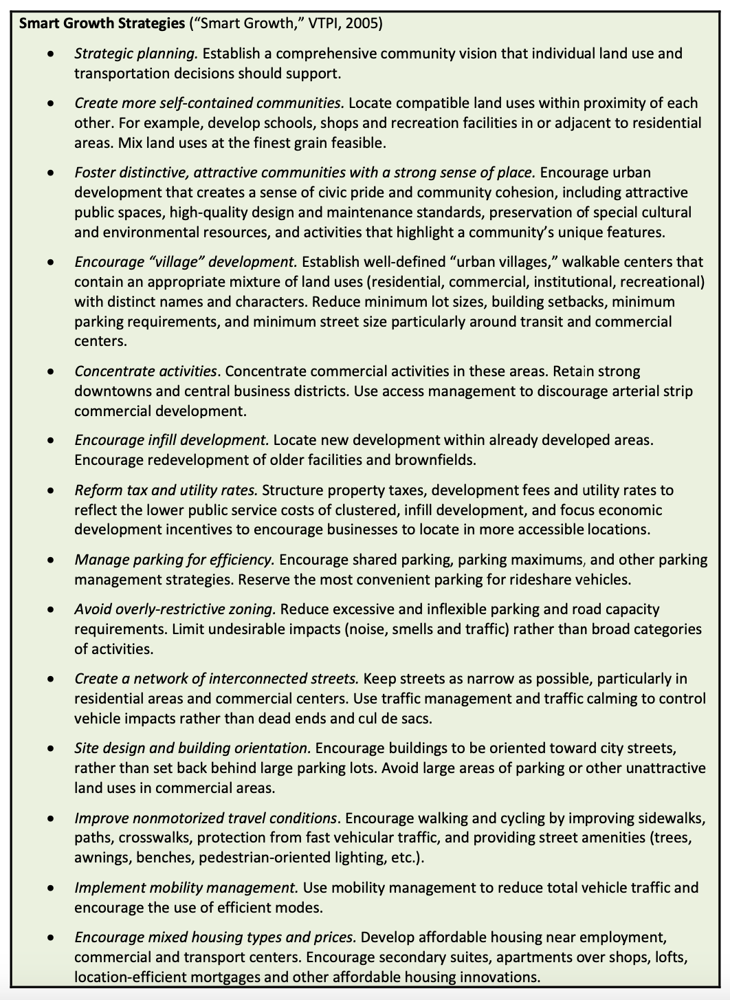 Smart Growth Strategies (“Smart Growth,” VTPI, 2005)
• Strategic planning. Establish a comprehensive community vision that individual land use and
transportation decisions should support.
• Create more self-contained communities. Locate compatible land uses within proximity of each
other. For example, develop schools, shops and recreation facilities in or adjacent to residential
areas. Mix land uses at the finest grain feasible.
• Foster distinctive, attractive communities with a strong sense of place. Encourage urban
development that creates a sense of civic pride and community cohesion, including attractive
public spaces, high-quality design and maintenance standards, preservation of special cultural
and environmental resources, and activities that highlight a community’s unique features.
• Encourage “village” development. Establish well-defined “urban villages,” walkable centers that
contain an appropriate mixture of land uses (residential, commercial, institutional, recreational)
with distinct names and characters. Reduce minimum lot sizes, building setbacks, minimum
parking requirements, and minimum street size particularly around transit and commercial
centers.
• Concentrate activities. Concentrate commercial activities in these areas. Retain strong
downtowns and central business districts. Use access management to discourage arterial strip
commercial development.
• Encourage infill development. Locate new development within already developed areas.
Encourage redevelopment of older facilities and brownfields.
• Reform tax and utility rates. Structure property taxes, development fees and utility rates to
reflect the lower public service costs of clustered, infill development, and focus economic
development incentives to encourage businesses to locate in more accessible locations.
• Manage parking for efficiency. Encourage shared parking, parking maximums, and other parking
management strategies. Reserve the most convenient parking for rideshare vehicles.
• Avoid overly-restrictive zoning. Reduce excessive and inflexible parking and road capacity
requirements. Limit undesirable impacts (noise, smells and traffic) rather than broad categories
of activities.
• Create a network of interconnected streets. Keep streets as narrow as possible, particularly in
residential areas and commercial centers. Use traffic management and traffic calming to control
vehicle impacts rather than dead ends and cul de sacs.
• Site design and building orientation. Encourage buildings to be oriented toward city streets,
rather than set back behind large parking lots. Avoid large areas of parking or other unattractive
land uses in commercial areas.
• Improve nonmotorized travel conditions. Encourage walking and cycling by improving sidewalks,
paths, crosswalks, protection from fast vehicular traffic, and providing street amenities (trees,
awnings, benches, pedestrian-oriented lighting, etc.).
• Implement mobility management. Use mobility management to reduce total vehicle traffic and
encourage the use of efficient modes.
• Encourage mixed housing types and prices. Develop affordable housing near employment,
commercial and transport centers. Encourage secondary suites, apartments over shops, lofts,
location-efficient mortgages and other affordable housing innovations.